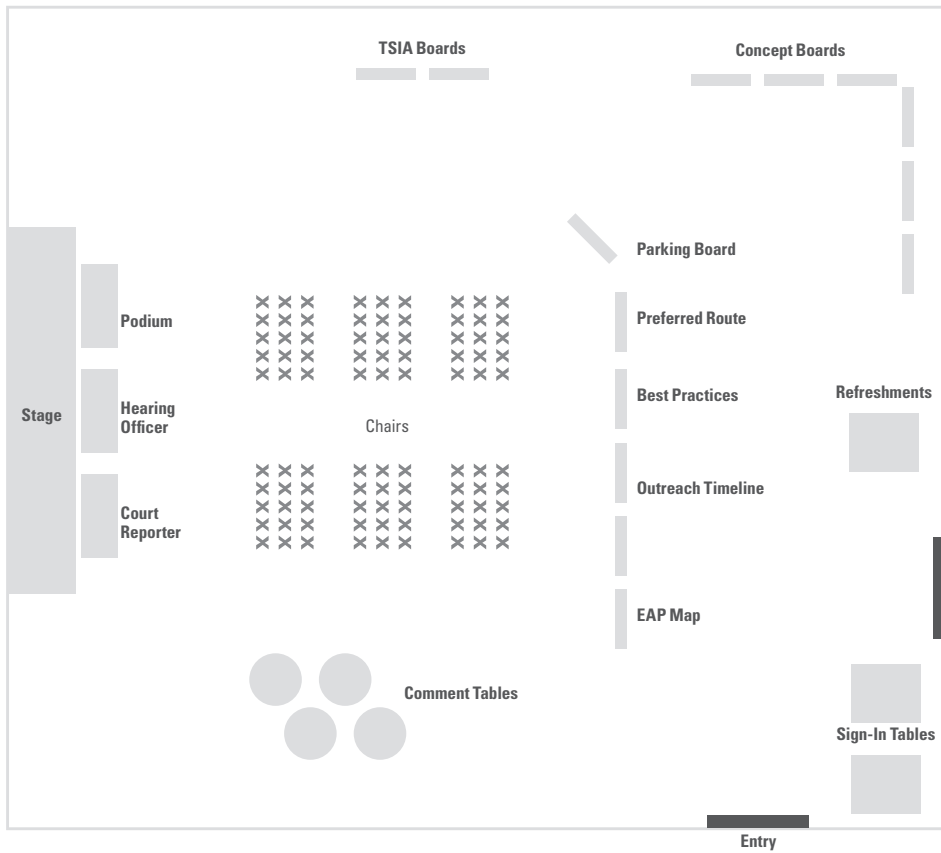 TSIA Boards
Concept Boards
Parking Board
Podium
Preferred Route
Stage
Hearing
Officer
Chairs
Best Practices
Refreshments
Court
Reporter
Outreach Timeline
EAP Map
Comment Tables
Sign-In Tables
Entry